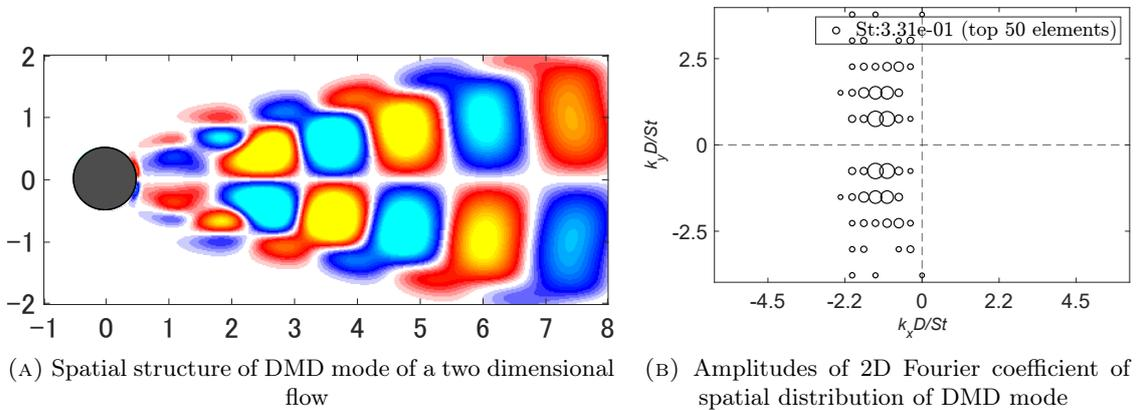 2
1
0
−1
−2
−1 0 1 2 3 4 5 6 7 8
(A) Spatial structure of DMD mode of a two dimensional
flow
St:3.31e-01 (top 50 elements)
2.5
0
-2.5
k_yD/St
-4.5 -2.2 0 2.2 4.5
k_xD/St
(B) Amplitudes of 2D Fourier coefficient of
spatial distribution of DMD mode